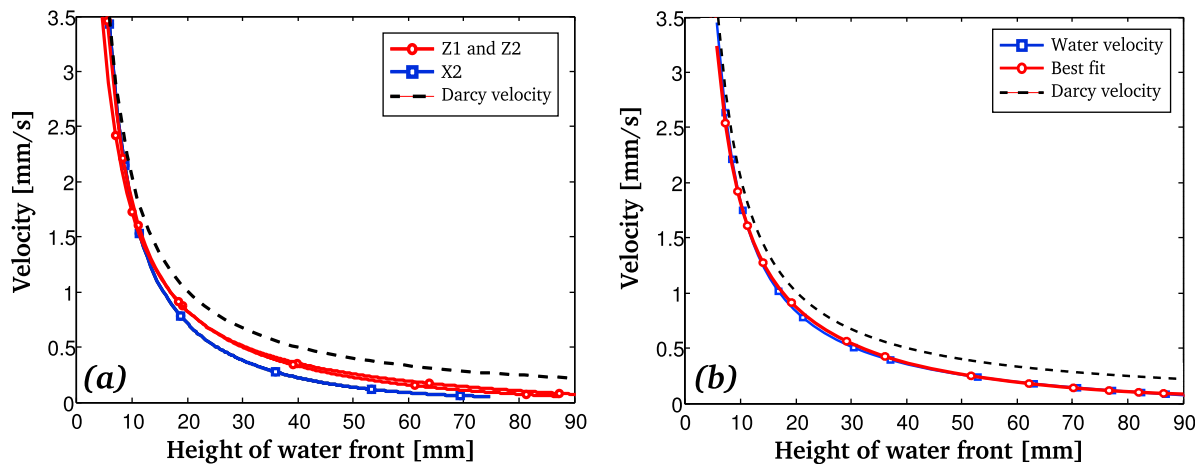 3.5
3
2.5
2
1.5
1
0.5
0
0 10 20 30 40 50 60 70 80 90
Velocity [mm/s]
Height of water front [mm]
Z1 and Z2
X2
Darcy velocity
(a)
3.5
3
2.5
2
1.5
1
0.5
0
0 10 20 30 40 50 60 70 80 90
Velocity [mm/s]
Height of water front [mm]
Water velocity
Best fit
Darcy velocity
(b)